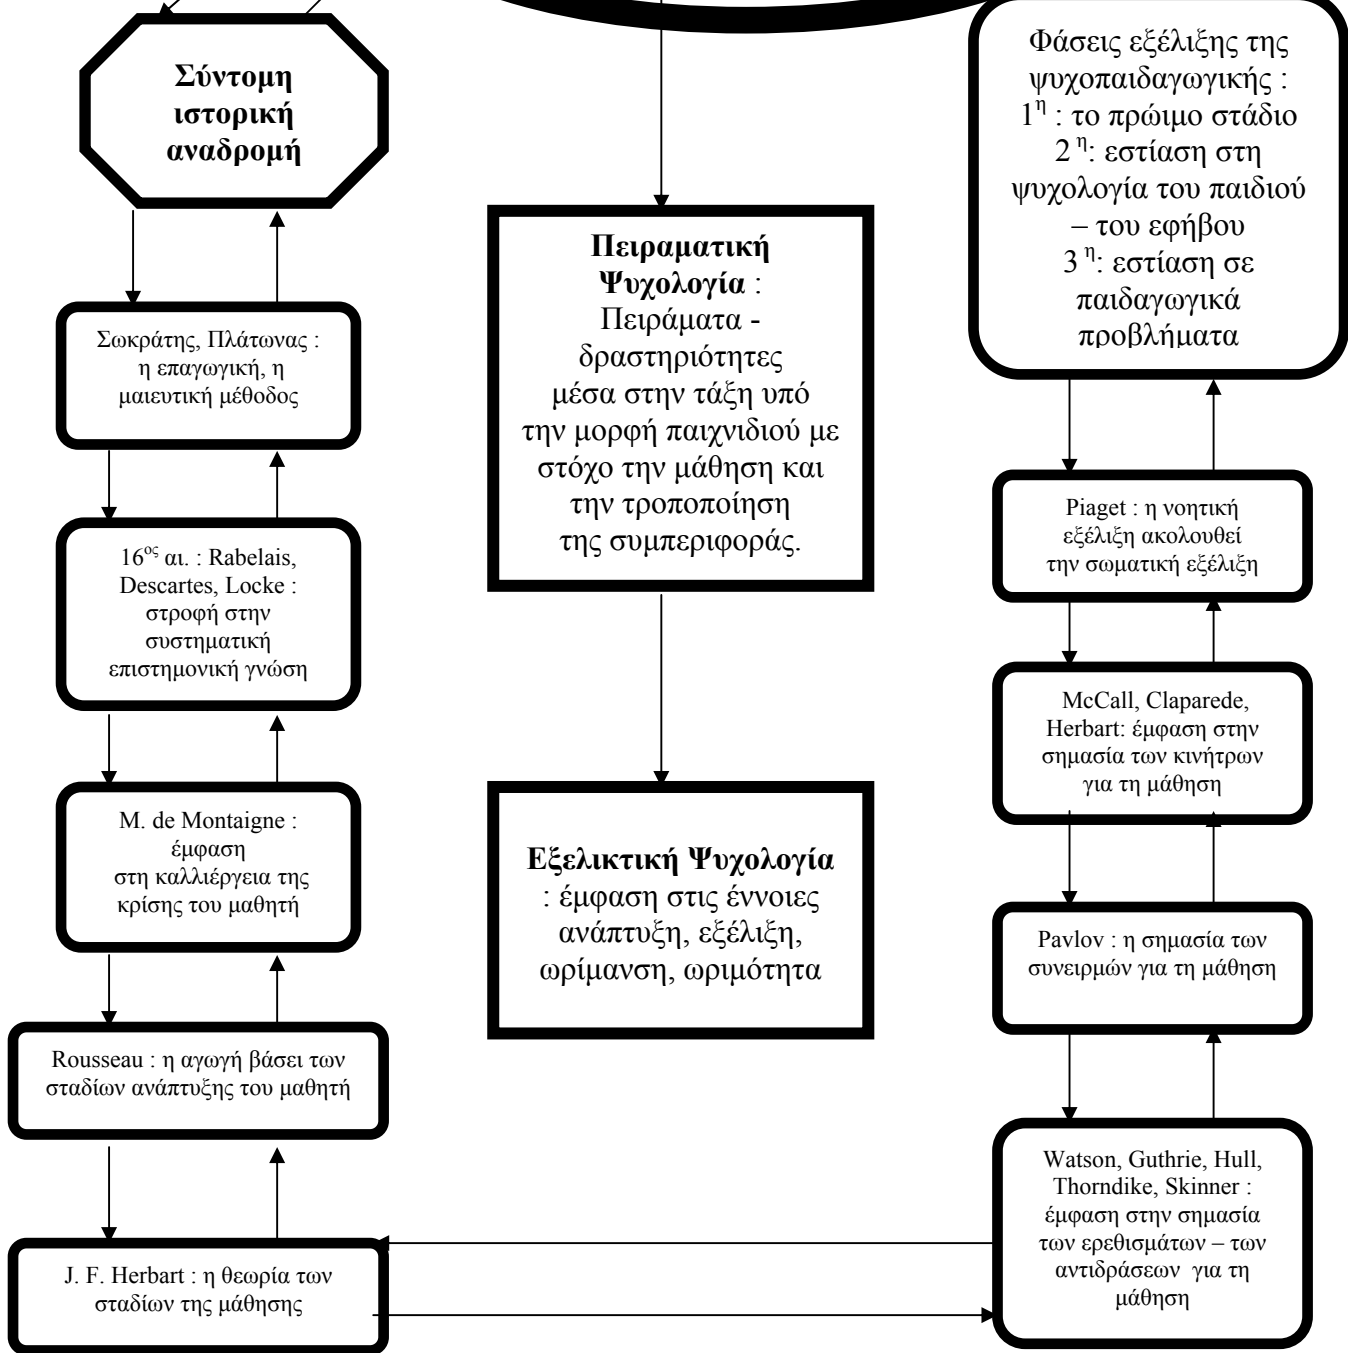 Σύντομη
ιστορική
αναδρομή
Σωκράτης, Πλάτωνας :
η επαγωγική, η
μαιευτική μέθοδος
16ος αι. : Rabelais,
Descartes, Locke :
στροφή στην
συστηματική
επιστημονική γνώση
M. de Montaigne :
έμφαση
στη καλλιέργεια της
κρίσης του μαθητή
Rousseau : η αγωγή βάσει των
σταδίων ανάπτυξης του μαθητή
J. F. Herbart : η θεωρία των
σταδίων της μάθησης
Πειραματική
Ψυχολογία :
Πειράματα -
δραστηριότητες
μέσα στην τάξη υπό
την μορφή παιχνιδιού με
στόχο την μάθηση και
την τροποποίηση
της συμπεριφοράς.
Εξελικτική Ψυχολογία
: έμφαση στις έννοιες
ανάπτυξη, εξέλιξη,
ωρίμανση, ωριμότητα
Φάσεις εξέλιξης της
ψυχοπαιδαγωγικής :
1η : το πρώιμο στάδιο
2 η: εστίαση στη
ψυχολογία του παιδιού
– του εφήβου
3 η: εστίαση σε
παιδαγωγικά
προβλήματα
Piaget : η νοητική
εξέλιξη ακολουθεί
την σωματική εξέλιξη
McCall, Claparede,
Herbart: έμφαση στην
σημασία των κινήτρων
για τη μάθηση
Pavlov : η σημασία των
συνειρμών για τη μάθηση
Watson, Guthrie, Hull,
Thorndike, Skinner :
έμφαση στην σημασία
των ερεθισμάτων – των
αντιδράσεων για τη
μάθηση